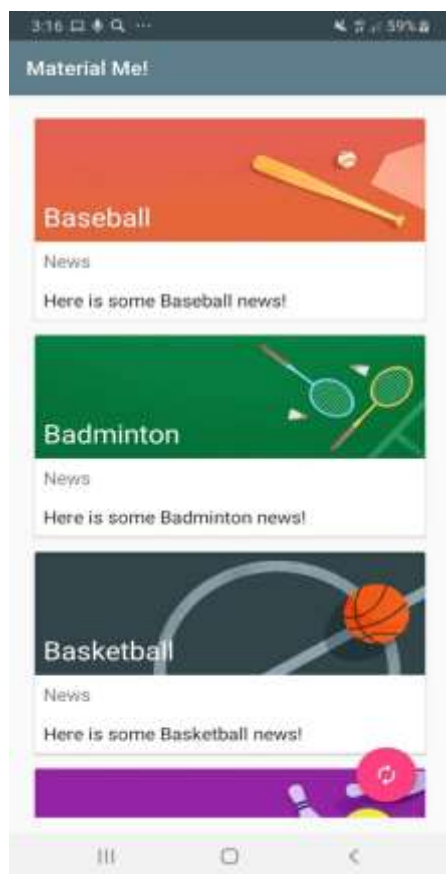 3:16 59%
Material Me!
Baseball
News
Here is some Baseball news!
Badminton
News
Here is some Badminton news!
Basketball
News
Here is some Basketball news!